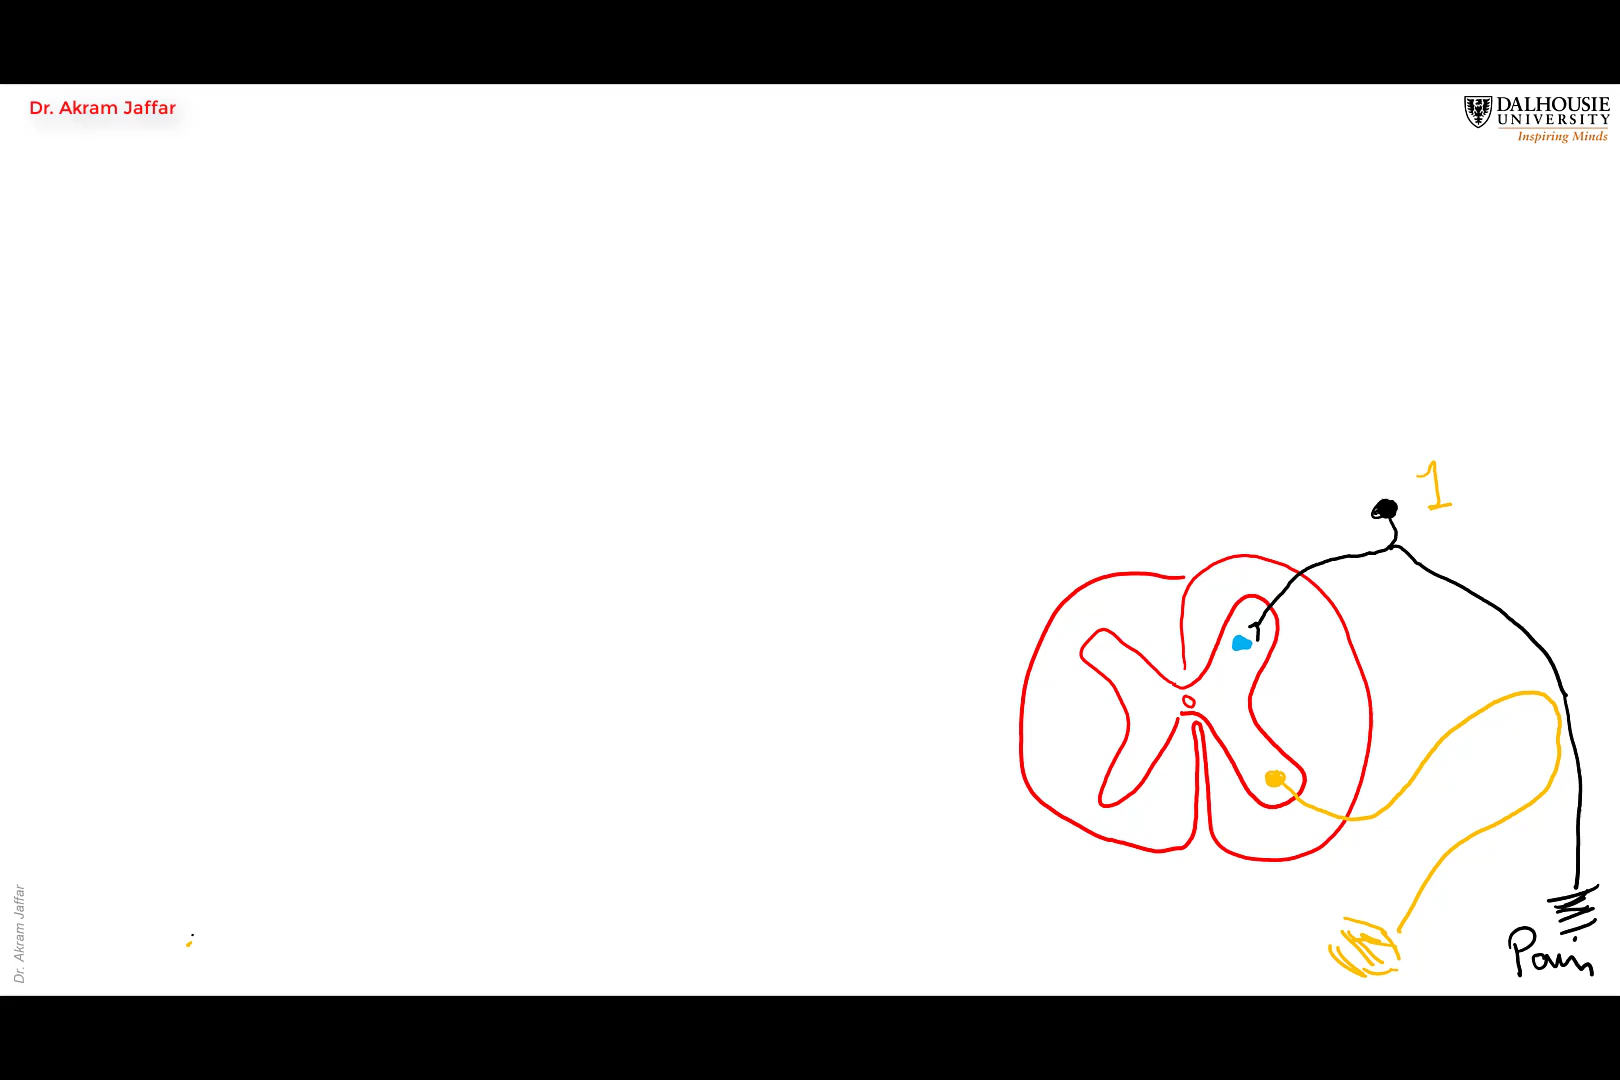 Dr. Akram Jaffar
DALHOUSIE
UNIVERSITY
Inspiring Minds
1
Pain
Dr. Akram Jaffar